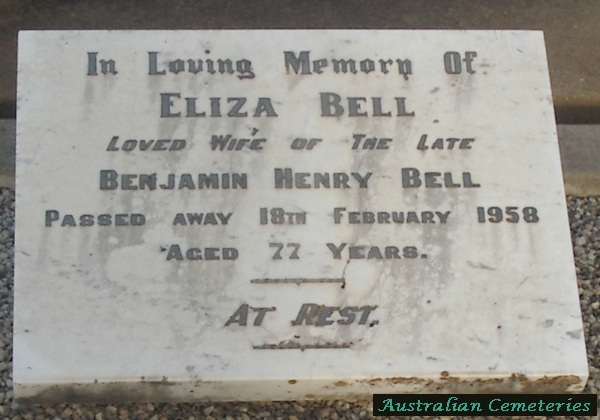 In Loving Memory Of
ELIZA BELL
LOVED WIFE OF THE LATE
BENJAMIN HENRY BELL
PASSED AWAY 18TH FEBRUARY 1958
AGED 77 YEARS.
AT REST.
Australian Cemeteries